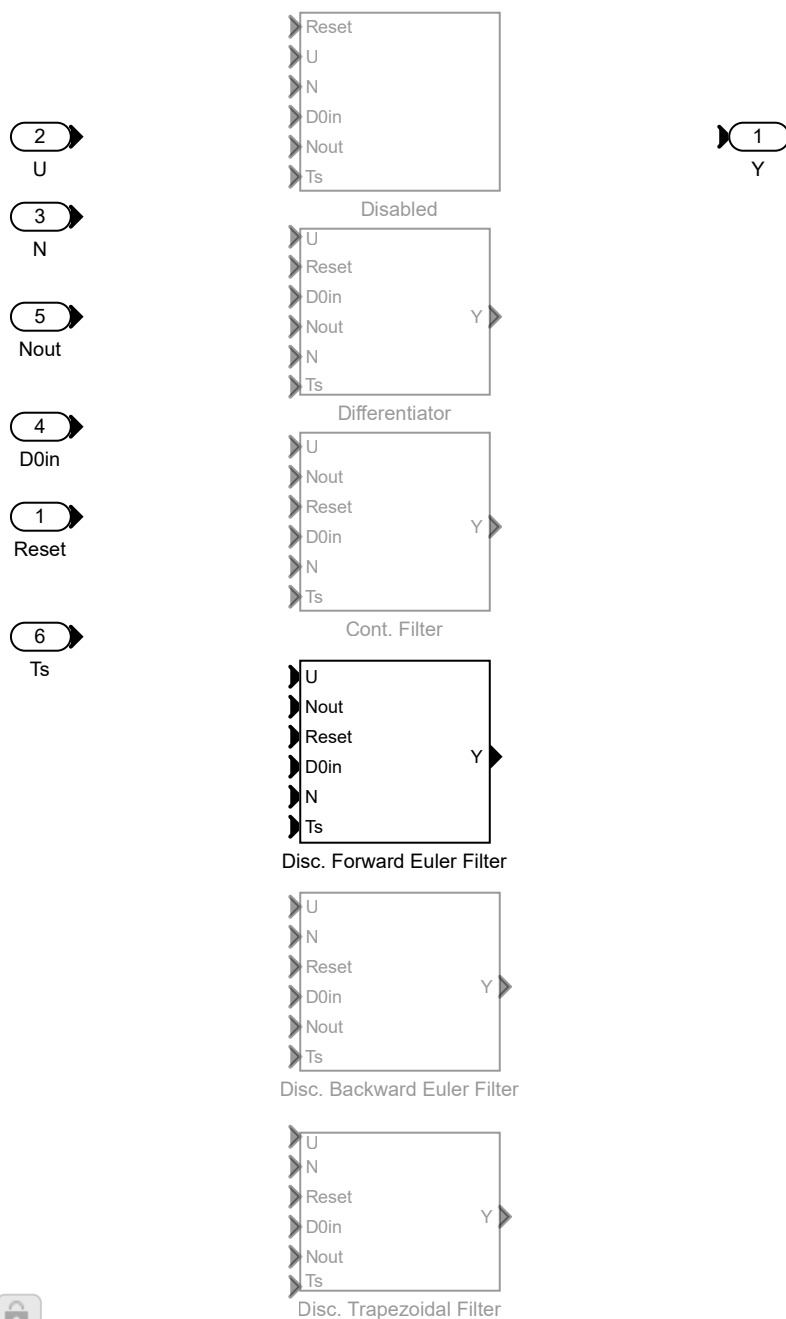 2
U
3
N
5
Nout
4
D0in
1
Reset
6
Ts
Reset
U
N
D0in
Nout
Ts
Disabled
U
Reset
D0in
Nout
N
Ts
Y
Differentiator
U
Nout
Reset
D0in
N
Ts
Y
Cont. Filter
U
Nout
Reset
D0in
N
Ts
Y
Disc. Forward Euler Filter
U
N
Reset
D0in
Nout
Ts
Y
Disc. Backward Euler Filter
U
N
Reset
D0in
Nout
Ts
Y
Disc. Trapezoidal Filter
1
Y